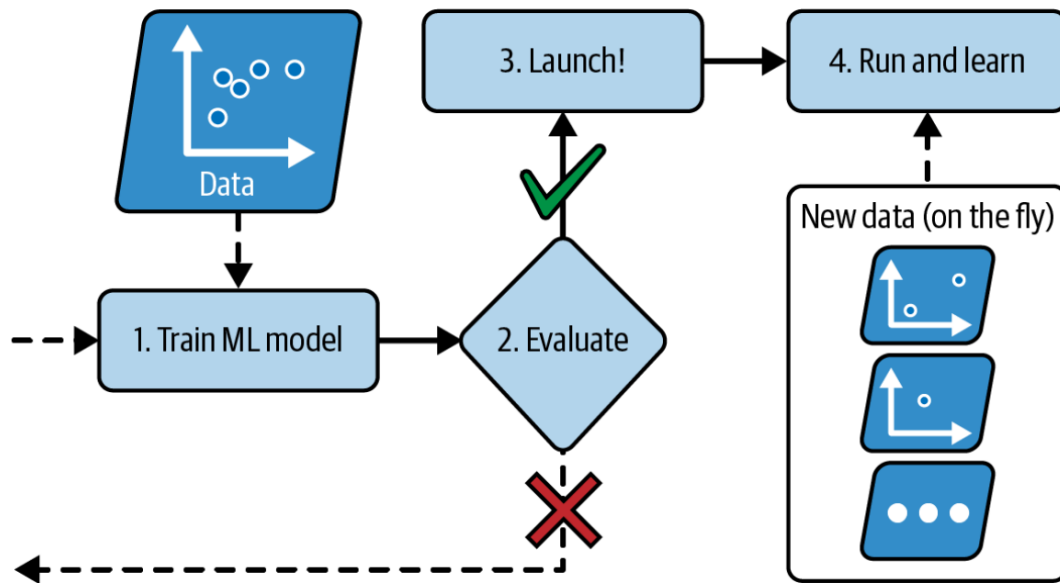 Data
1. Train ML model
2. Evaluate
3. Launch!
4. Run and learn
New data (on the fly)